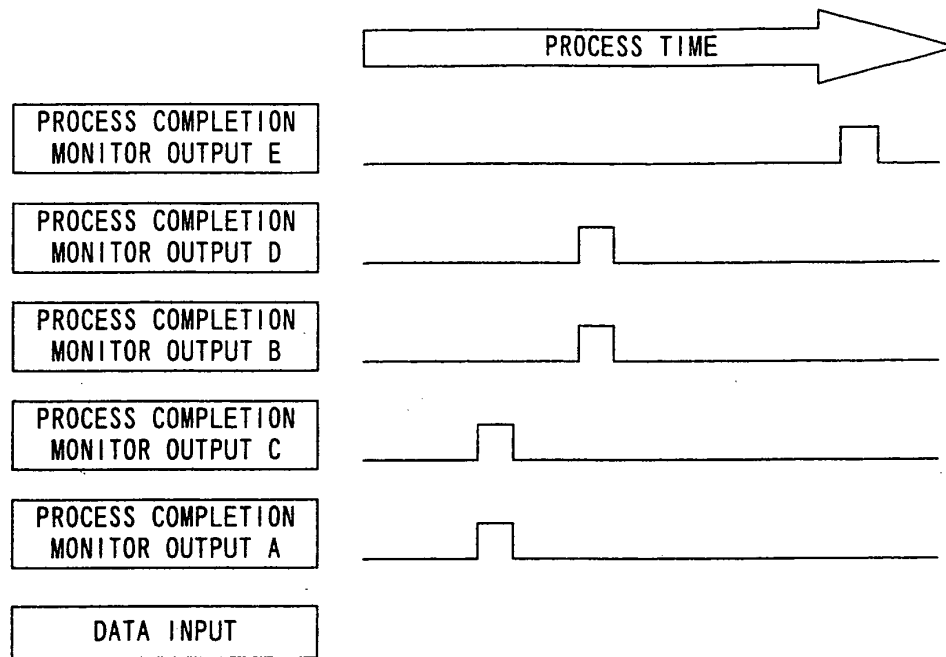 PROCESS TIME
PROCESS COMPLETION
MONITOR OUTPUT E
PROCESS COMPLETION
MONITOR OUTPUT D
PROCESS COMPLETION
MONITOR OUTPUT B
PROCESS COMPLETION
MONITOR OUTPUT C
PROCESS COMPLETION
MONITOR OUTPUT A
DATA INPUT